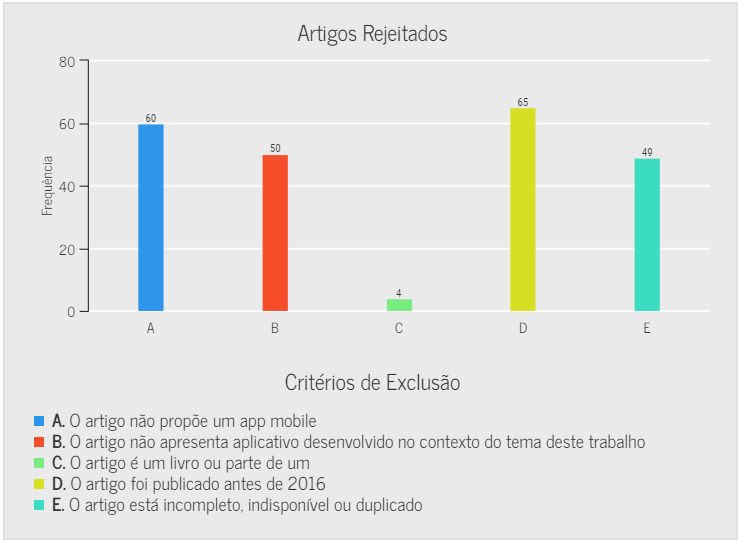 Artigos Rejeitados
80
60
40
20
0
Frequência
60
50
4
65
49
A
B
C
D
E
Critérios de Exclusão
A. O artigo não propõe um app mobile
B. O artigo não apresenta aplicativo desenvolvido no contexto do tema deste trabalho
C. O artigo é um livro ou parte de um
D. O artigo foi publicado antes de 2016
E. O artigo está incompleto, indisponível ou duplicado